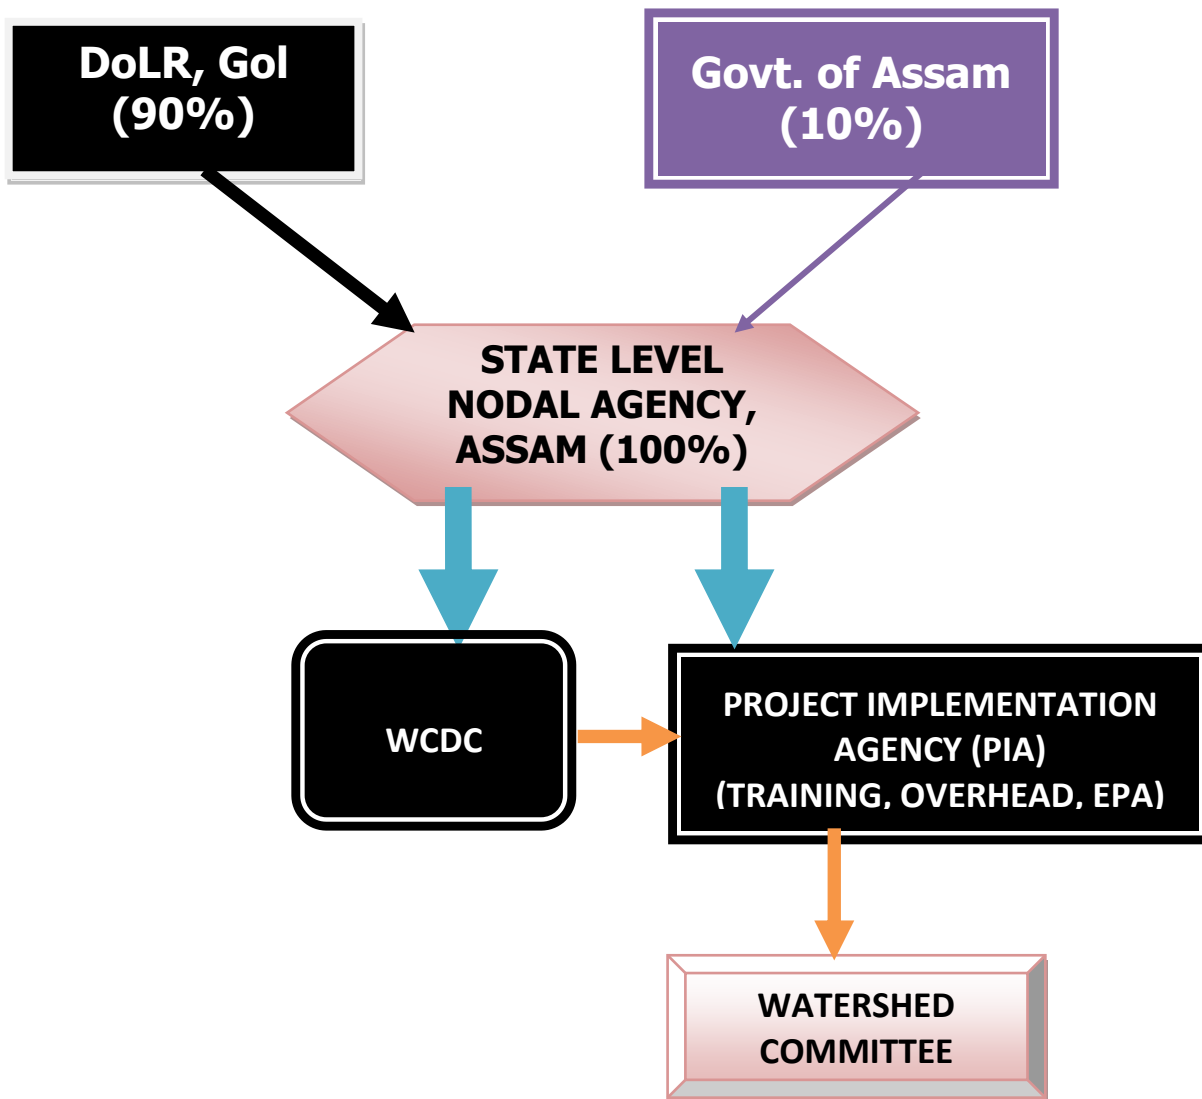 DoLR, GoI
(90%)
Govt. of Assam
(10%)
STATE LEVEL
NODAL AGENCY,
ASSAM (100%)
WCDC
PROJECT IMPLEMENTATION
AGENCY (PIA)
(TRAINING, OVERHEAD, EPA)
WATERSHED
COMMITTEE